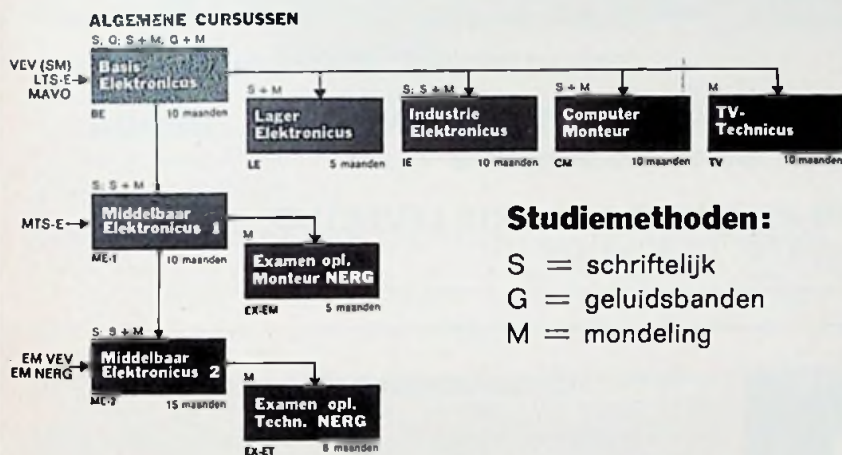 ALGEMENE CURSUSSEN
S, G; S + M, G + M
VEV (SM)
LTS-E
MAVO
Basis
Elektronicus
BE 10 maanden
S + M
Lager
Elektronicus
LE 5 maanden
S; S + M
Industrie
Elektronicus
IE 10 maanden
S + M
Computer
Monteur
CM 10 maanden
M
TV-
Technicus
TV 10 maanden
S; S + M
MTS-E
Middelbaar
Elektronicus 1
ME-1 10 maanden
M
Examen opl.
Monteur NERG
EX-EM 5 maanden
S; S + M
EM VEV
EM NERG
Middelbaar
Elektronicus 2
ME-2 15 maanden
M
Examen opl.
Techn. NERG
EX-ET 6 maanden
Studiemethoden:
S = schriftelijk
G = geluidsbanden
M = mondeling